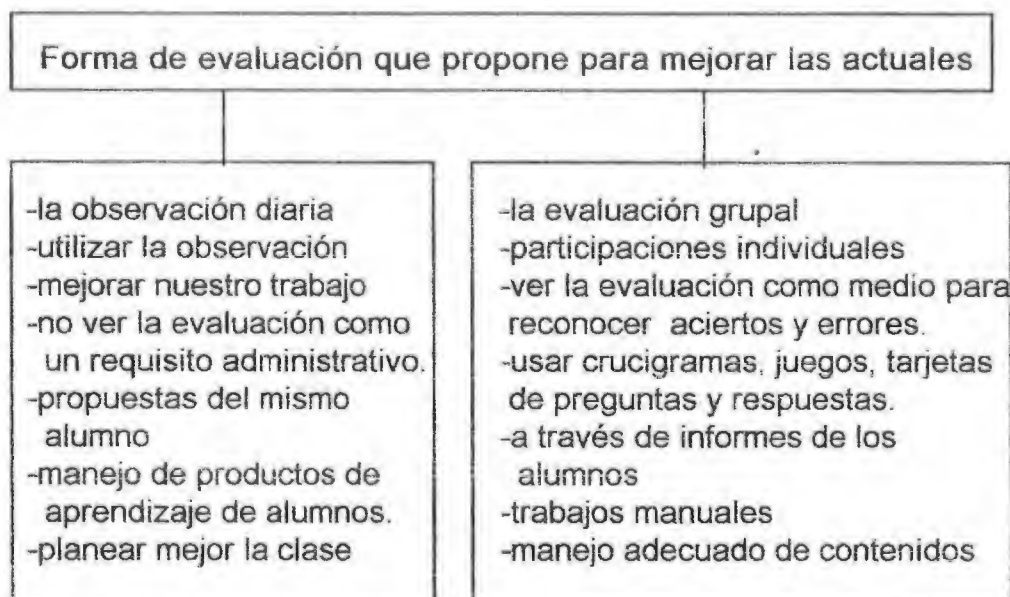 Forma de evaluación que propone para mejorar las actuales
-la observación diaria
-utilizar la observación
-mejorar nuestro trabajo
-no ver la evaluación como
un requisito administrativo.
-propuestas del mismo
alumno
-manejo de productos de
aprendizaje de alumnos.
-planear mejor la clase
-la evaluación grupal
-participaciones individuales
-ver la evaluación como medio para
reconocer aciertos y errores.
-usar crucigramas, juegos, tarjetas
de preguntas y respuestas.
-a través de informes de los
alumnos
-trabajos manuales
-manejo adecuado de contenidos